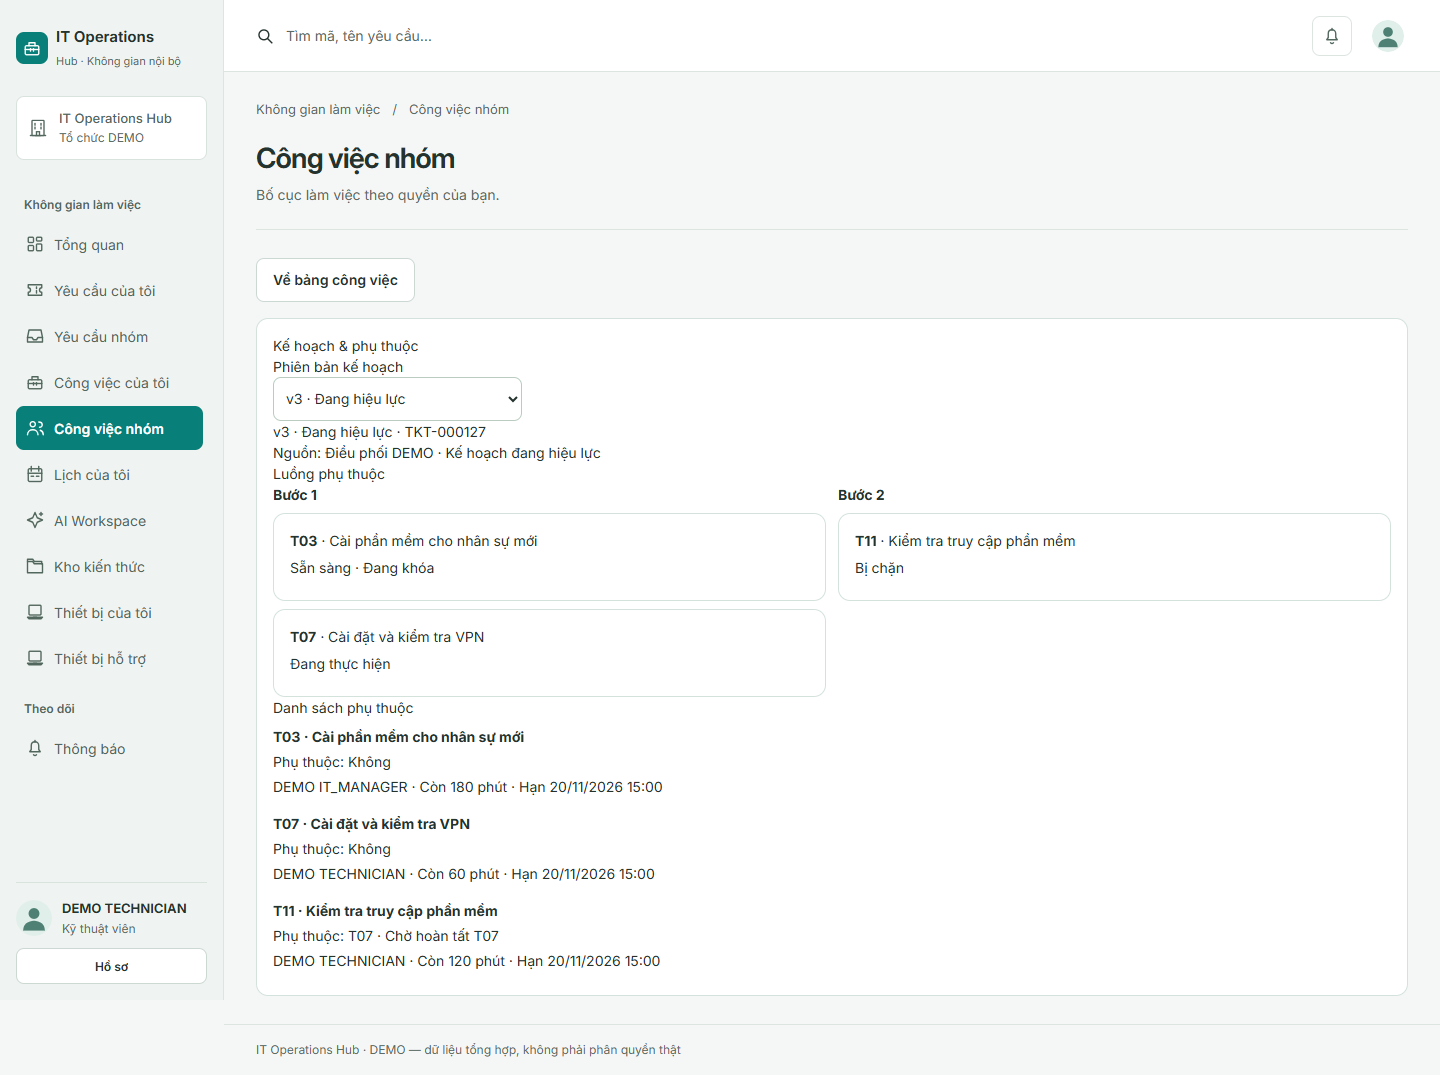 IT Operations
Hub · Không gian nội bộ
IT Operations Hub
Tổ chức DEMO
Không gian làm việc
Tổng quan
Yêu cầu của tôi
Yêu cầu nhóm
Công việc của tôi
Công việc nhóm
Lịch của tôi
AI Workspace
Kho kiến thức
Thiết bị của tôi
Thiết bị hỗ trợ
Theo dõi
Thông báo
DEMO TECHNICIAN
Kỹ thuật viên
Hồ sơ
Tìm mã, tên yêu cầu...
Không gian làm việc / Công việc nhóm
Công việc nhóm
Bố cục làm việc theo quyền của bạn.
Về bảng công việc
Kế hoạch & phụ thuộc
Phiên bản kế hoạch
v3 · Đang hiệu lực
v3 · Đang hiệu lực · TKT-000127
Nguồn: Điều phối DEMO · Kế hoạch đang hiệu lực
Luồng phụ thuộc
Bước 1
T03 · Cài phần mềm cho nhân sự mới
Sẵn sàng · Đang khóa
T07 · Cài đặt và kiểm tra VPN
Đang thực hiện
Bước 2
T11 · Kiểm tra truy cập phần mềm
Bị chặn
Danh sách phụ thuộc
T03 · Cài phần mềm cho nhân sự mới
Phụ thuộc: Không
DEMO IT_MANAGER · Còn 180 phút · Hạn 20/11/2026 15:00
T07 · Cài đặt và kiểm tra VPN
Phụ thuộc: Không
DEMO TECHNICIAN · Còn 60 phút · Hạn 20/11/2026 15:00
T11 · Kiểm tra truy cập phần mềm
Phụ thuộc: T07 · Chờ hoàn tất T07
DEMO TECHNICIAN · Còn 120 phút · Hạn 20/11/2026 15:00
IT Operations Hub · DEMO — dữ liệu tổng hợp, không phải phân quyền thật